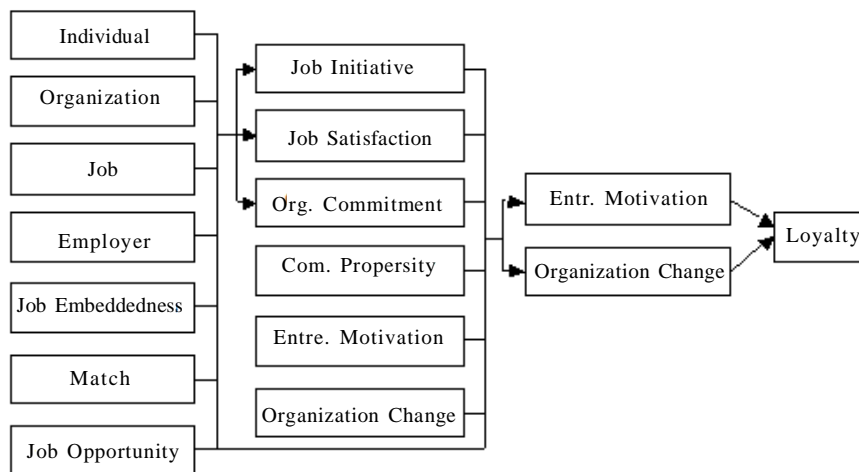 Individual
Organization
Job
Employer
Job Embeddedness
Match
Job Opportunity
Job Initiative
Job Satisfaction
Org. Commitment
Com. Propersity
Entre. Motivation
Organization Change
Entr. Motivation
Organization Change
Loyalty